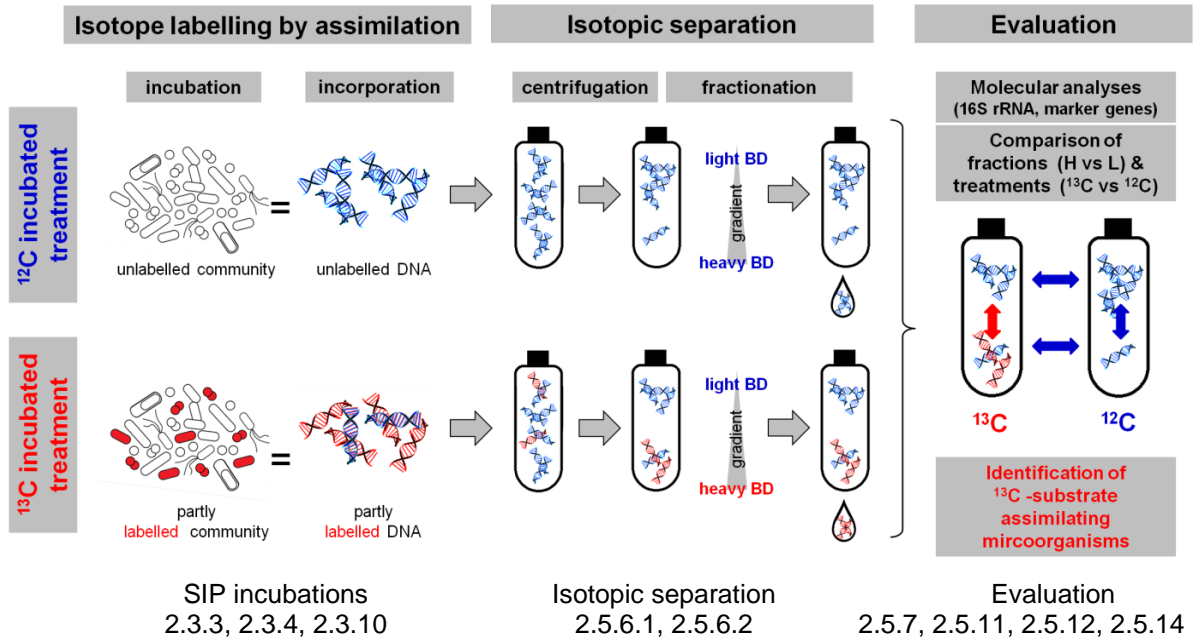 Isotope labelling by assimilation
Isotopic separation
Evaluation
incubation
incorporation
centrifugation
fractionation
Molecular analyses
(16S rRNA, marker genes)
Comparison of
fractions (H vs L) &
treatments (¹³C vs ¹²C)
¹²C incubated
treatment
=
unlabelled community
unlabelled DNA
light BD
gradient
heavy BD
¹³C incubated
treatment
=
partly
labelled community
partly
labelled DNA
light BD
gradient
heavy BD
¹³C
¹²C
Identification of
¹³C -substrate
assimilating
mircoorganisms
SIP incubations
2.3.3, 2.3.4, 2.3.10
Isotopic separation
2.5.6.1, 2.5.6.2
Evaluation
2.5.7, 2.5.11, 2.5.12, 2.5.14